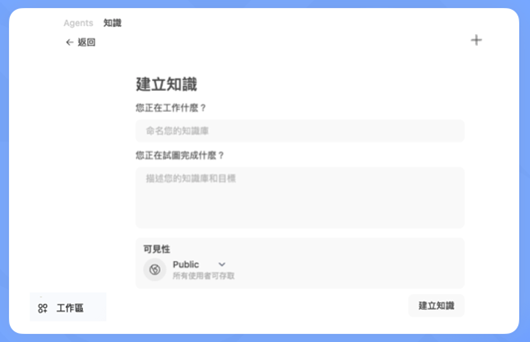 Agents 知識
← 返回
建立知識
您正在工作什麼？
命名您的知識庫
您正在試圖完成什麼？
描述您的知識庫和目標
可見性
Public
所有使用者可存取
工作區
建立知識